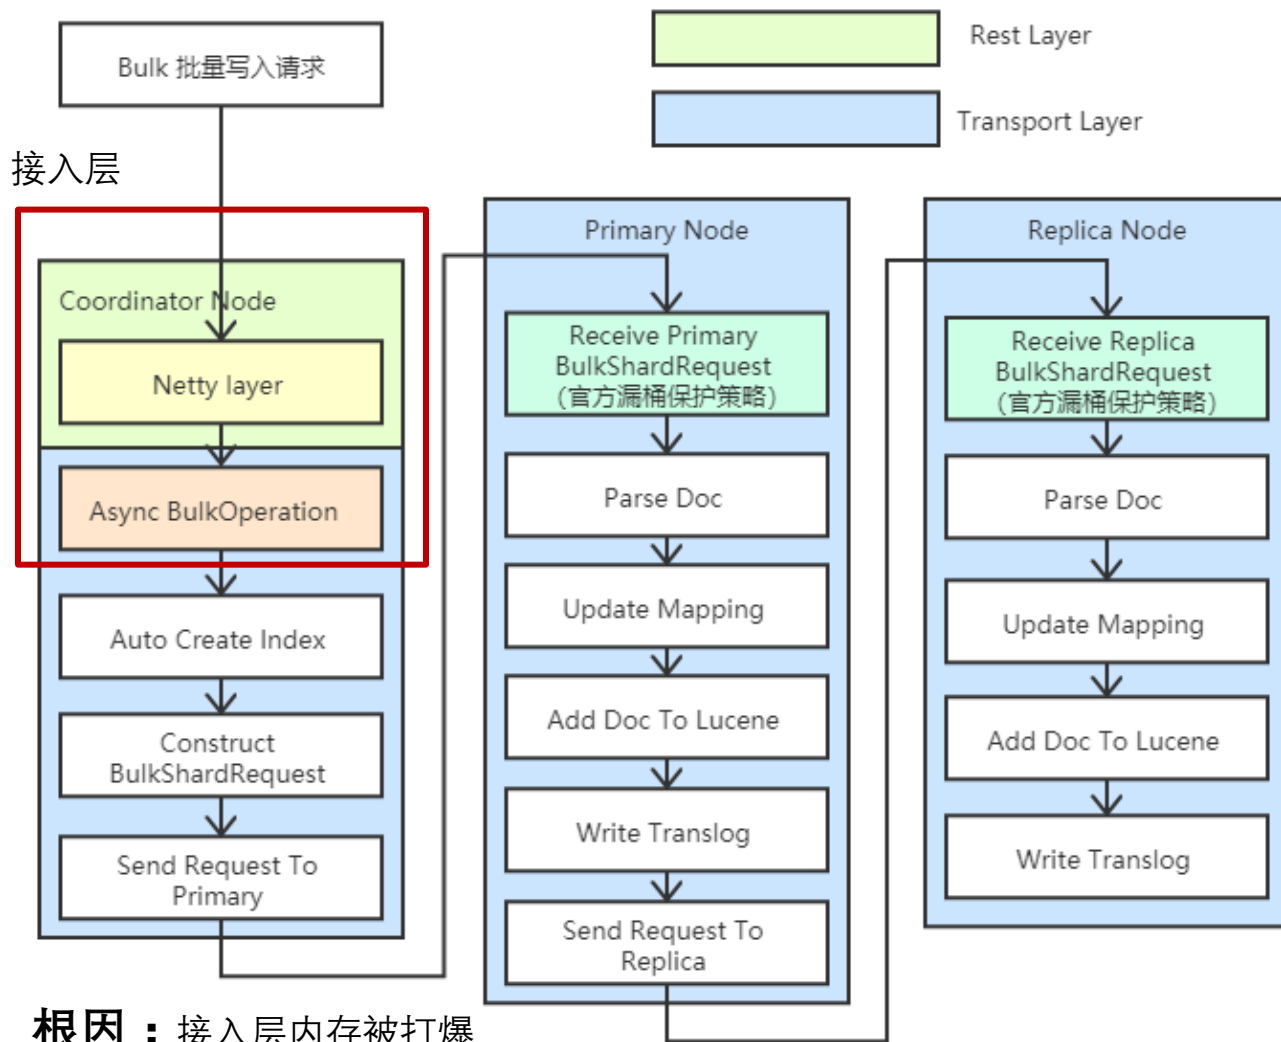 Bulk 批量写入请求
Rest Layer
Transport Layer
接入层
Coordinator Node
Netty layer
Async BulkOperation
Auto Create Index
Construct
BulkShardRequest
Send Request To
Primary
Primary Node
Receive Primary
BulkShardRequest
(官方漏桶保护策略)
Parse Doc
Update Mapping
Add Doc To Lucene
Write Translog
Send Request To
Replica
Replica Node
Receive Replica
BulkShardRequest
(官方漏桶保护策略)
Parse Doc
Update Mapping
Add Doc To Lucene
Write Translog
根因：接入层内存被打爆